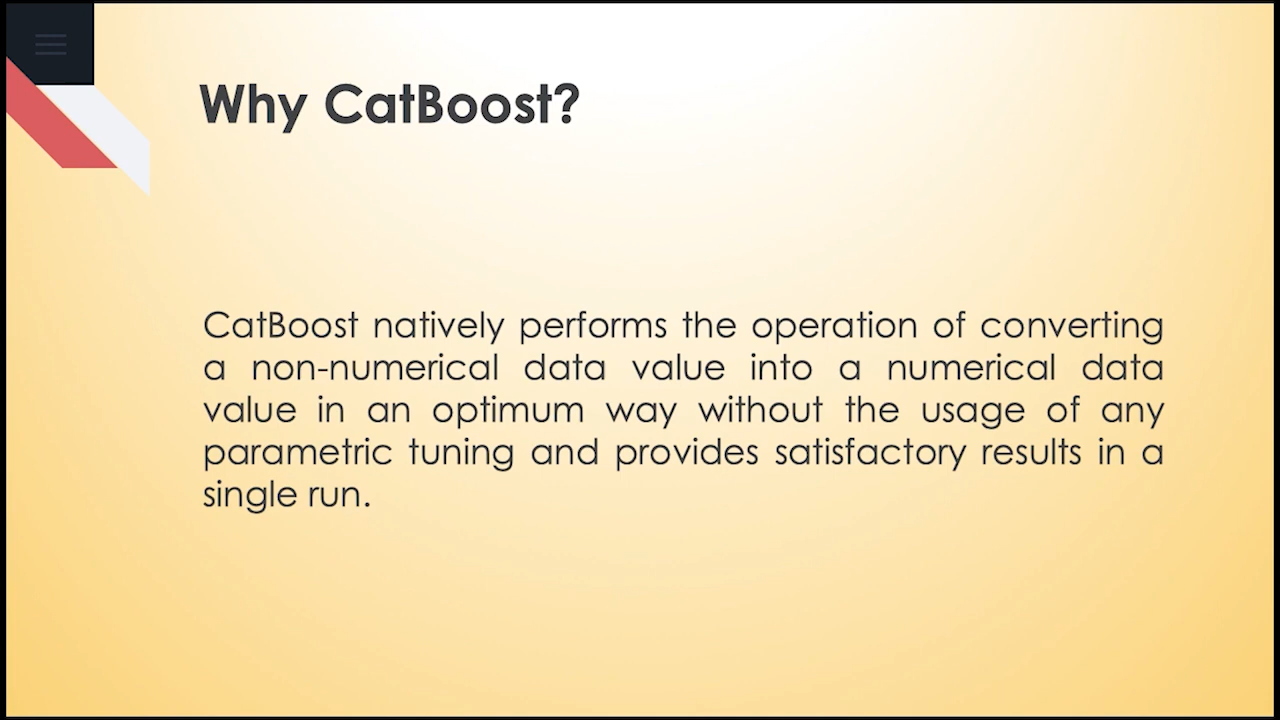 Why CatBoost?
CatBoost natively performs the operation of converting
a non-numerical data value into a numerical data
value in an optimum way without the usage of any
parametric tuning and provides satisfactory results in a
single run.